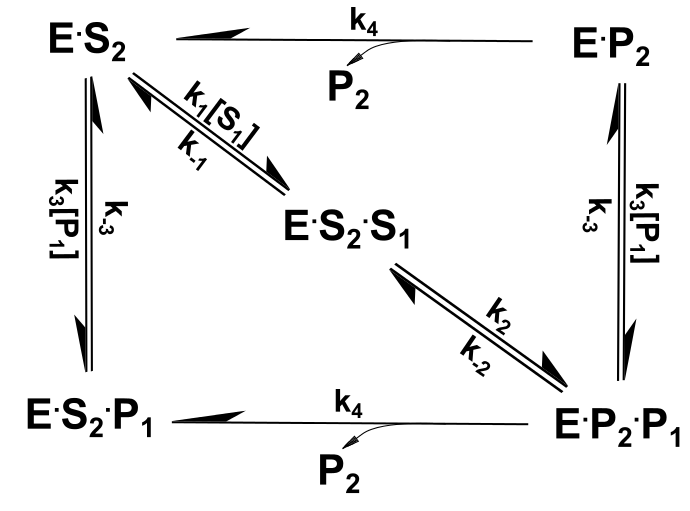 k₄
E·S₂
E·P₂
P₂
k₁[S₁]
k₋₁
k₃[P₁]
k₋₃
E·S₂·S₁
k₋₃
k₃[P₁]
k₂
k₋₂
k₄
E·S₂·P₁
E·P₂·P₁
P₂